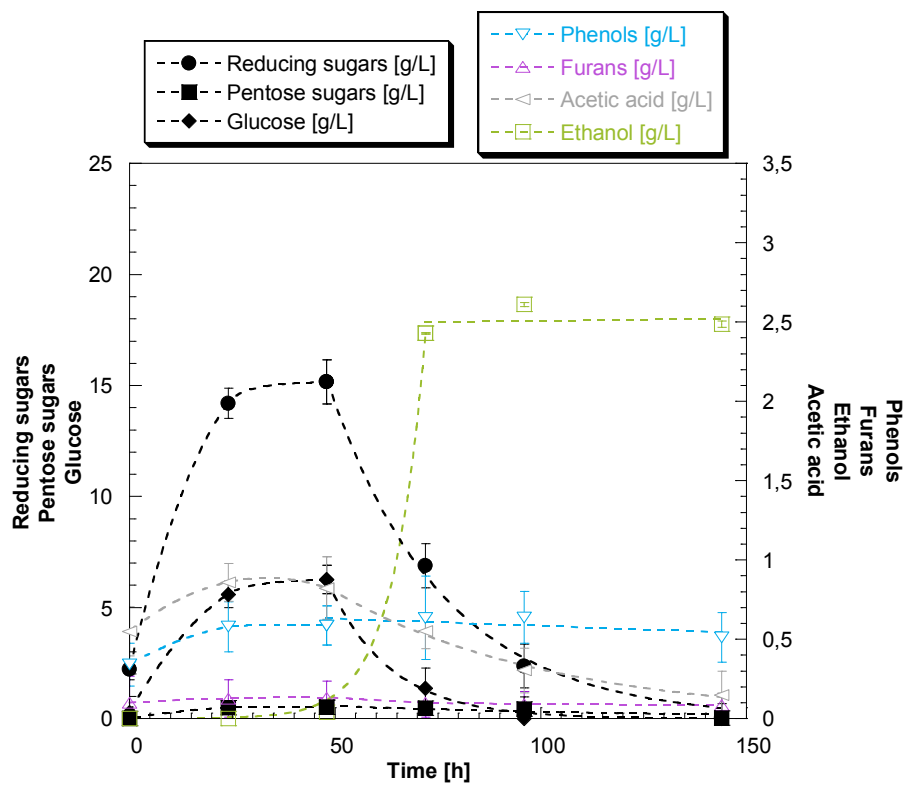 Reducing sugars [g/L]
Pentose sugars [g/L]
Glucose [g/L]
Phenols [g/L]
Furans [g/L]
Acetic acid [g/L]
Ethanol [g/L]
25
20
15
10
5
0
Reducing sugars
Pentose sugars
Glucose
3,5
3
2,5
2
1,5
1
0,5
0
Phenols
Furans
Ethanol
Acetic acid
0
50
100
150
Time [h]